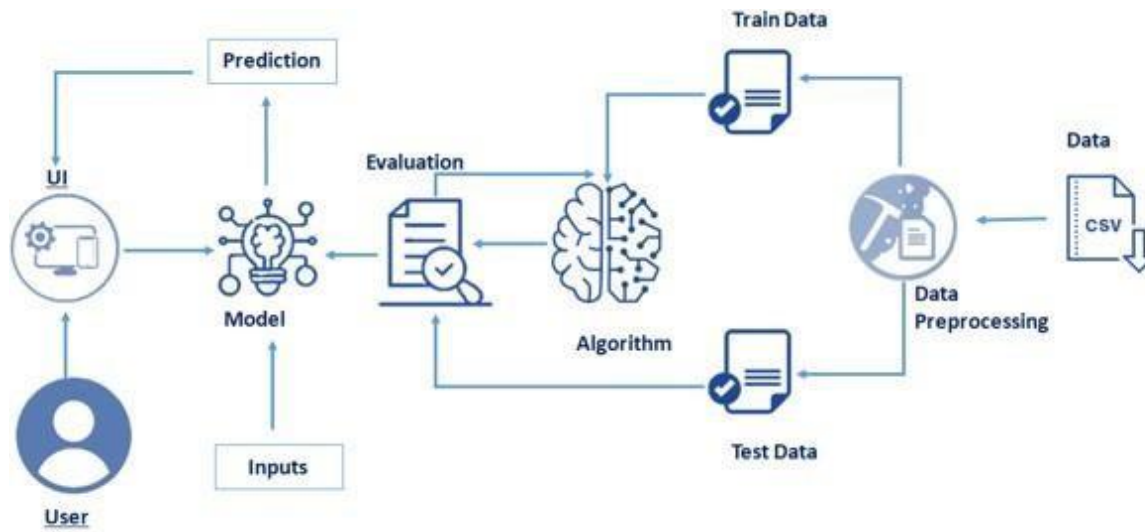 Train Data
Prediction
Data
Evaluation
UI
CSV
Model
Data
Preprocessing
Algorithm
Inputs
Test Data
User